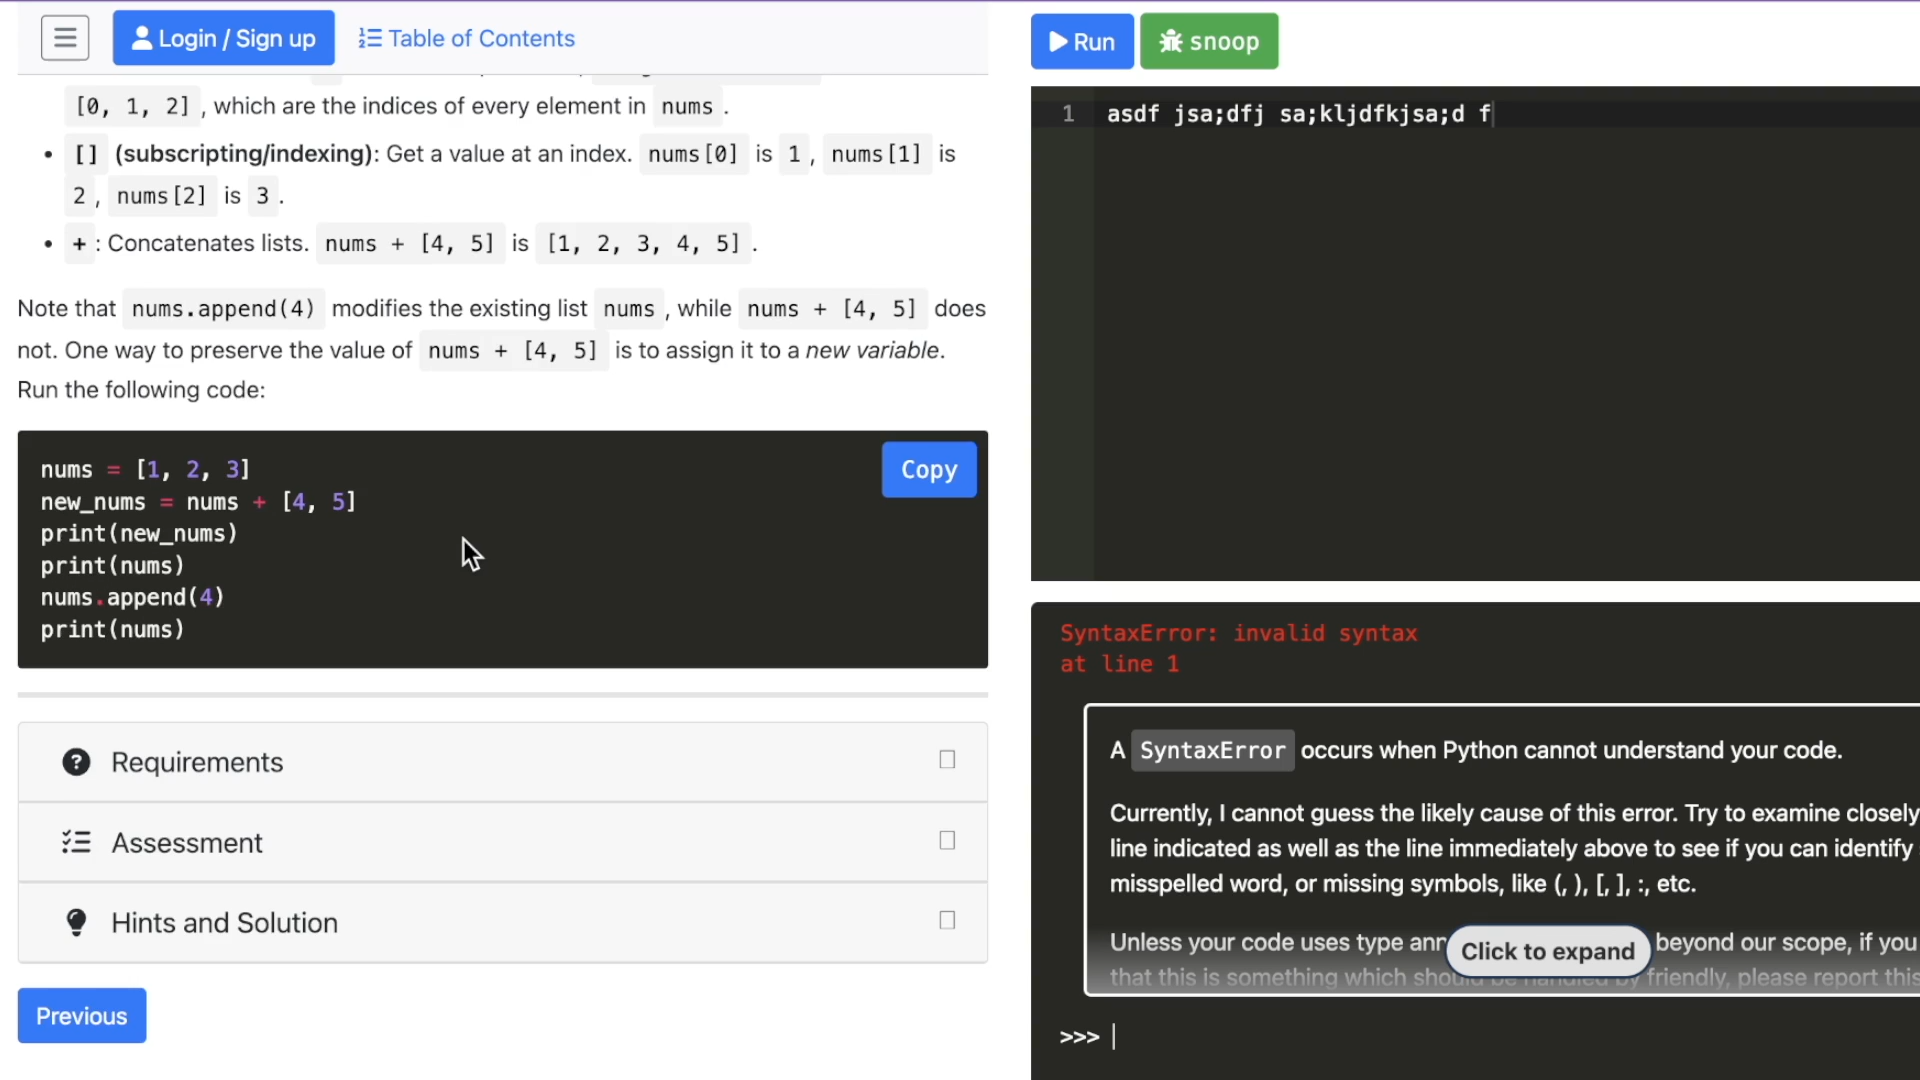 Login / Sign up
Table of Contents
[0, 1, 2] , which are the indices of every element in nums .
• [] (subscripting/indexing): Get a value at an index. nums[0] is 1 , nums[1] is
2 , nums[2] is 3 .
• + : Concatenates lists. nums + [4, 5] is [1, 2, 3, 4, 5] .
Note that nums.append(4) modifies the existing list nums , while nums + [4, 5] does
not. One way to preserve the value of nums + [4, 5] is to assign it to a new variable.
Run the following code:
nums = [1, 2, 3]
new_nums = nums + [4, 5]
print(new_nums)
print(nums)
nums.append(4)
print(nums)
Copy
Requirements
Assessment
Hints and Solution
Previous
Run
snoop
1 asdf jsa;dfj sa;kljdfkjsa;d f
SyntaxError: invalid syntax
at line 1
A SyntaxError occurs when Python cannot understand your code.
Currently, I cannot guess the likely cause of this error. Try to examine closely
line indicated as well as the line immediately above to see if you can identify
misspelled word, or missing symbols, like (, ), [, ], :, etc.
Unless your code uses type beyond our scope, if you
Click to expand
that this is something which should be handled by friendly, please report this
>>>